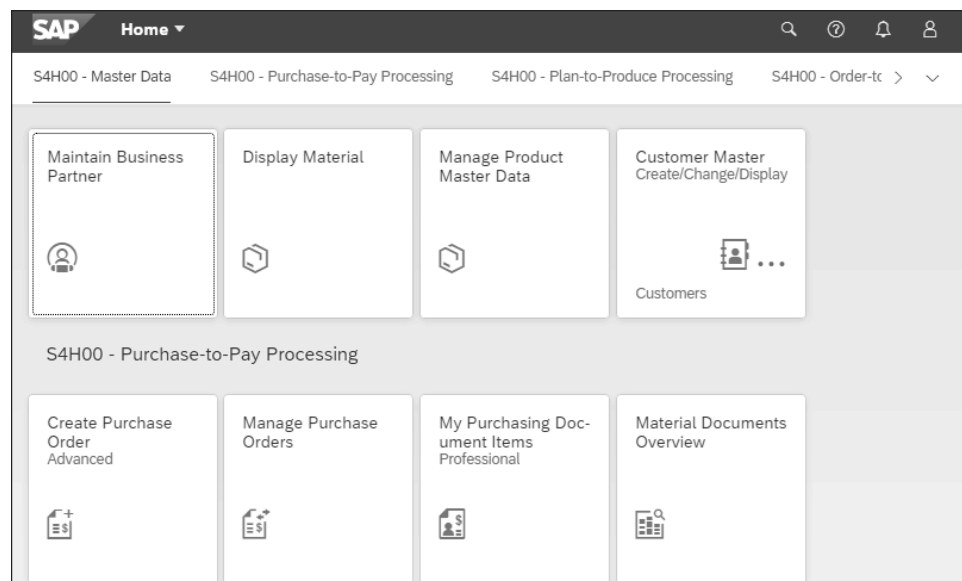 SAP Home
S4H00 - Master Data S4H00 - Purchase-to-Pay Processing S4H00 - Plan-to-Produce Processing S4H00 - Order-to
Maintain Business
Partner
Display Material
Manage Product
Master Data
Customer Master
Create/Change/Display
Customers
S4H00 - Purchase-to-Pay Processing
Create Purchase
Order
Advanced
Manage Purchase
Orders
My Purchasing Doc-
ument Items
Professional
Material Documents
Overview